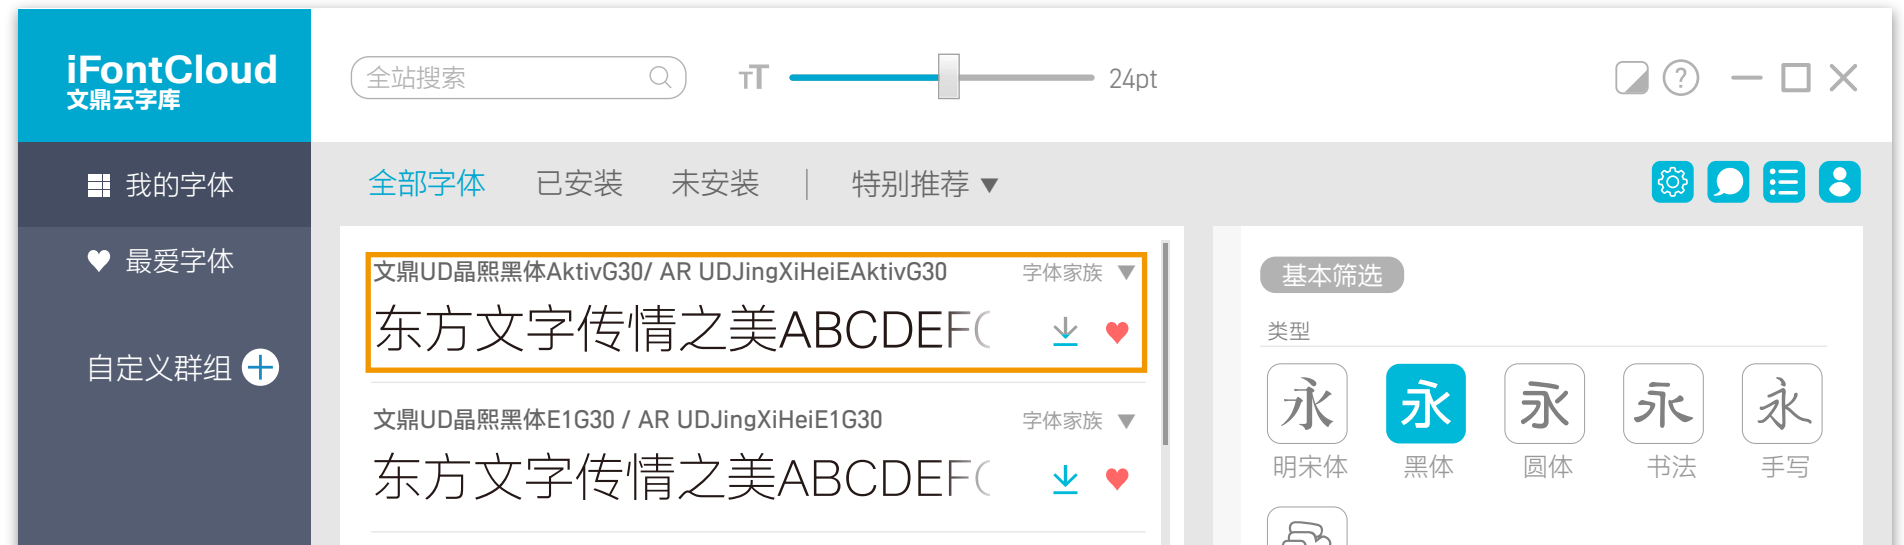 iFontCloud
文鼎云字库
全站搜索
TT
24pt
?
我的字体
最爱字体
自定义群组
全部字体 已安装 未安装 | 特别推荐 ▼
文鼎UD晶熙黑体AktivG30/ AR UDJingXiHeiEAktivG30
字体家族 ▼
东方文字传情之美ABCDEF
文鼎UD晶熙黑体E1G30 / AR UDJingXiHeiE1G30
字体家族 ▼
东方文字传情之美ABCDEF
基本筛选
类型
永 永 永 永 永
明宋体 黑体 圆体 书法 手写